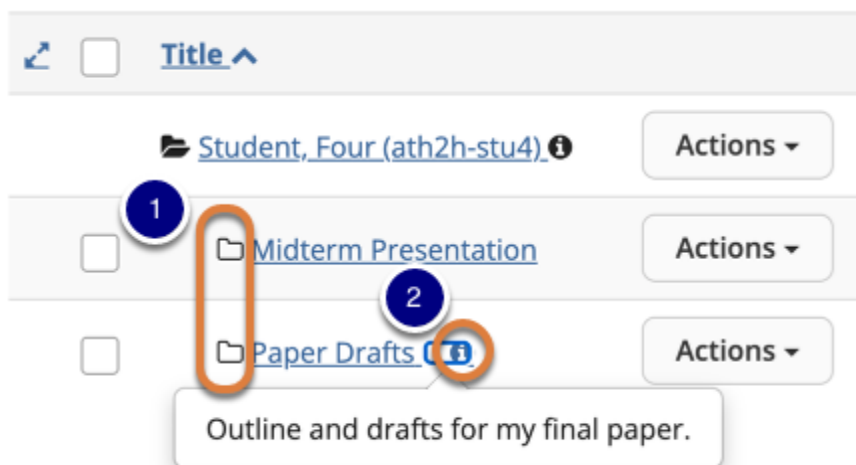 Title
Student, Four (ath2h-stu4) Actions
1
Midterm Presentation Actions
2
Paper Drafts Actions
Outline and drafts for my final paper.